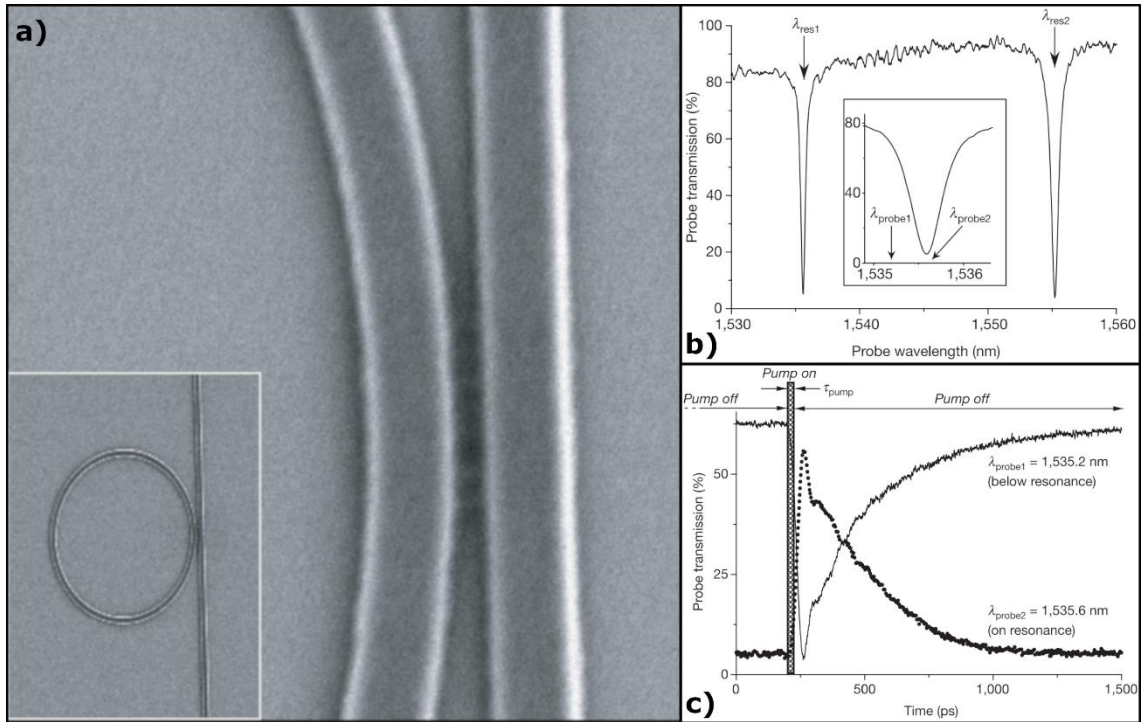 a)
b)
Probe transmission (%)
100
80
60
40
20
0
λres1
λres2
80
40
0
λprobe1
λprobe2
1,535
1,536
1,530
1,540
1,550
1,560
Probe wavelength (nm)
c)
Pump on
τpump
Pump off
Pump off
Probe transmission (%)
50
25
0
λprobe1 = 1,535.2 nm
(below resonance)
λprobe2 = 1,535.6 nm
(on resonance)
0
500
1,000
1,500
Time (ps)